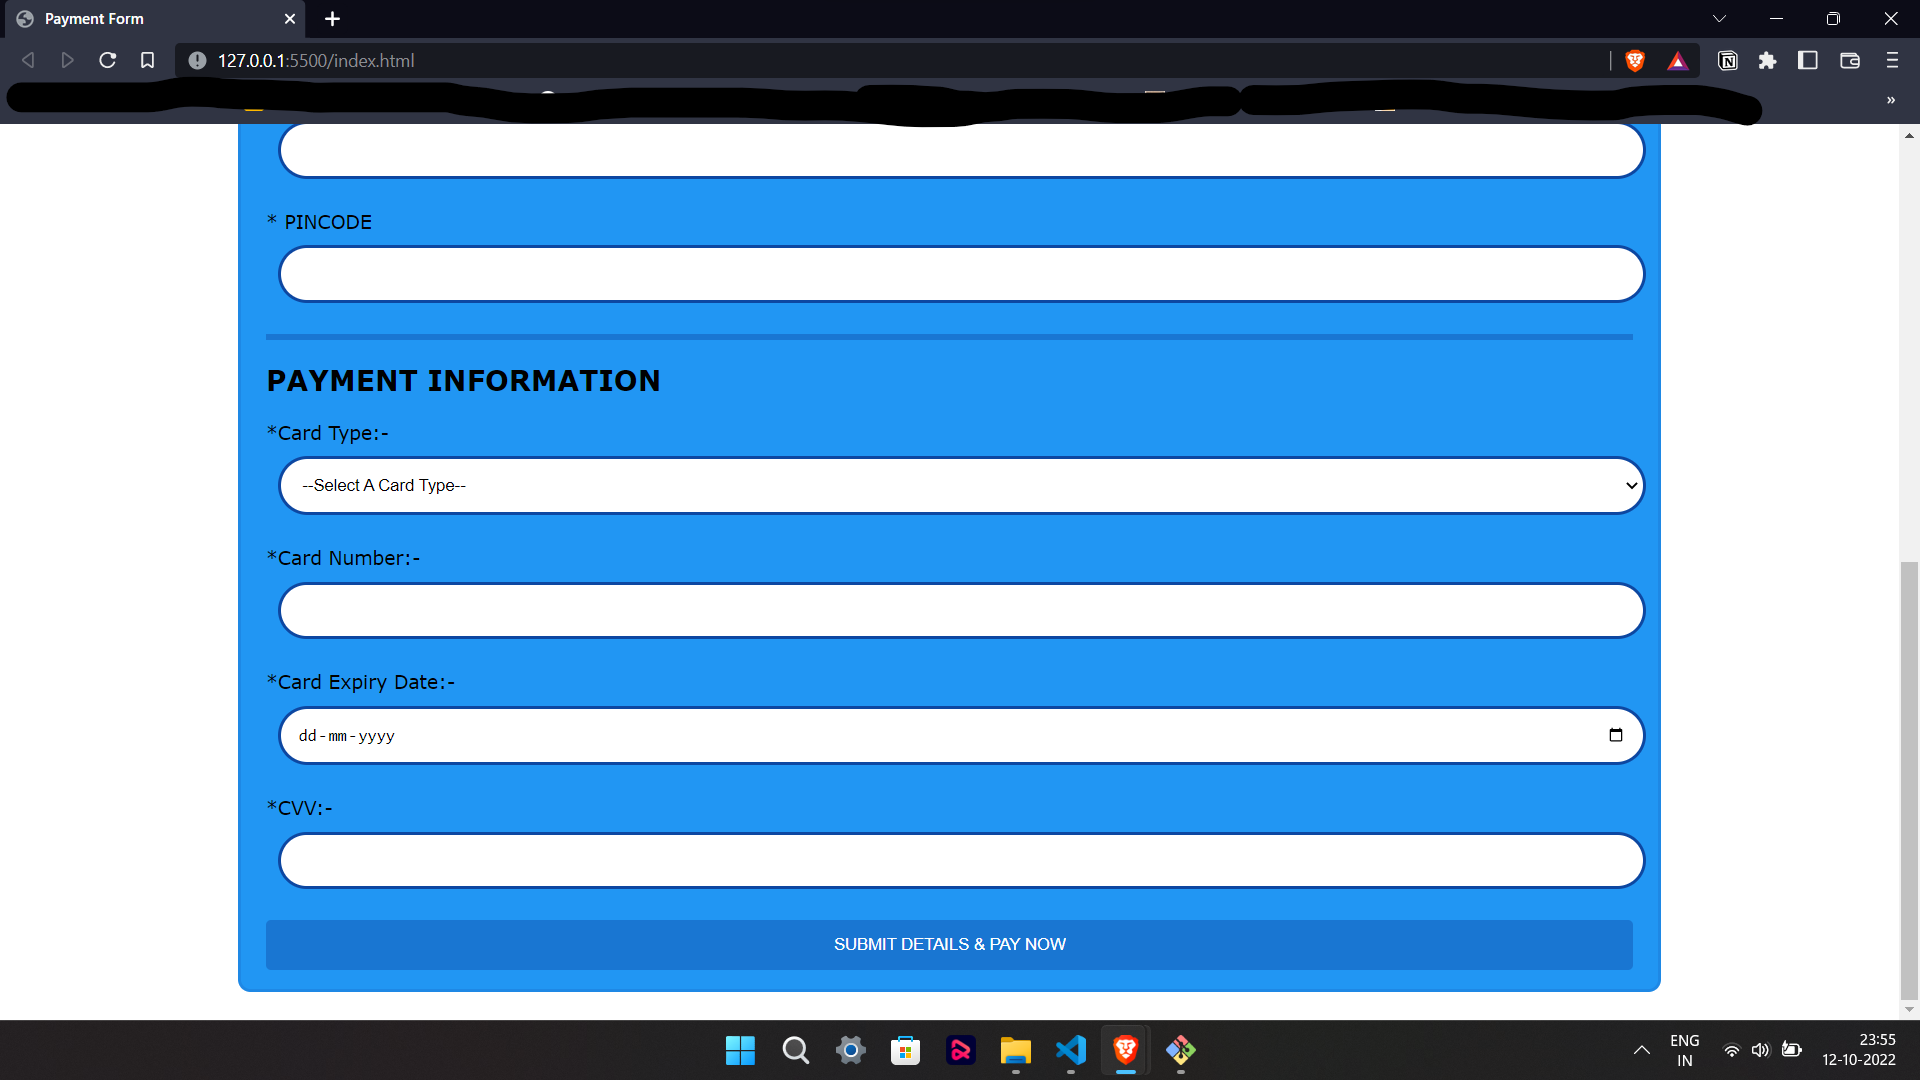 Payment Form
127.0.0.1:5500/index.html
* PINCODE
PAYMENT INFORMATION
*Card Type:-
--Select A Card Type--
*Card Number:-
*Card Expiry Date:-
dd-mm-yyyy
*CVV:-
SUBMIT DETAILS & PAY NOW
ENG
IN
23:55
12-10-2022